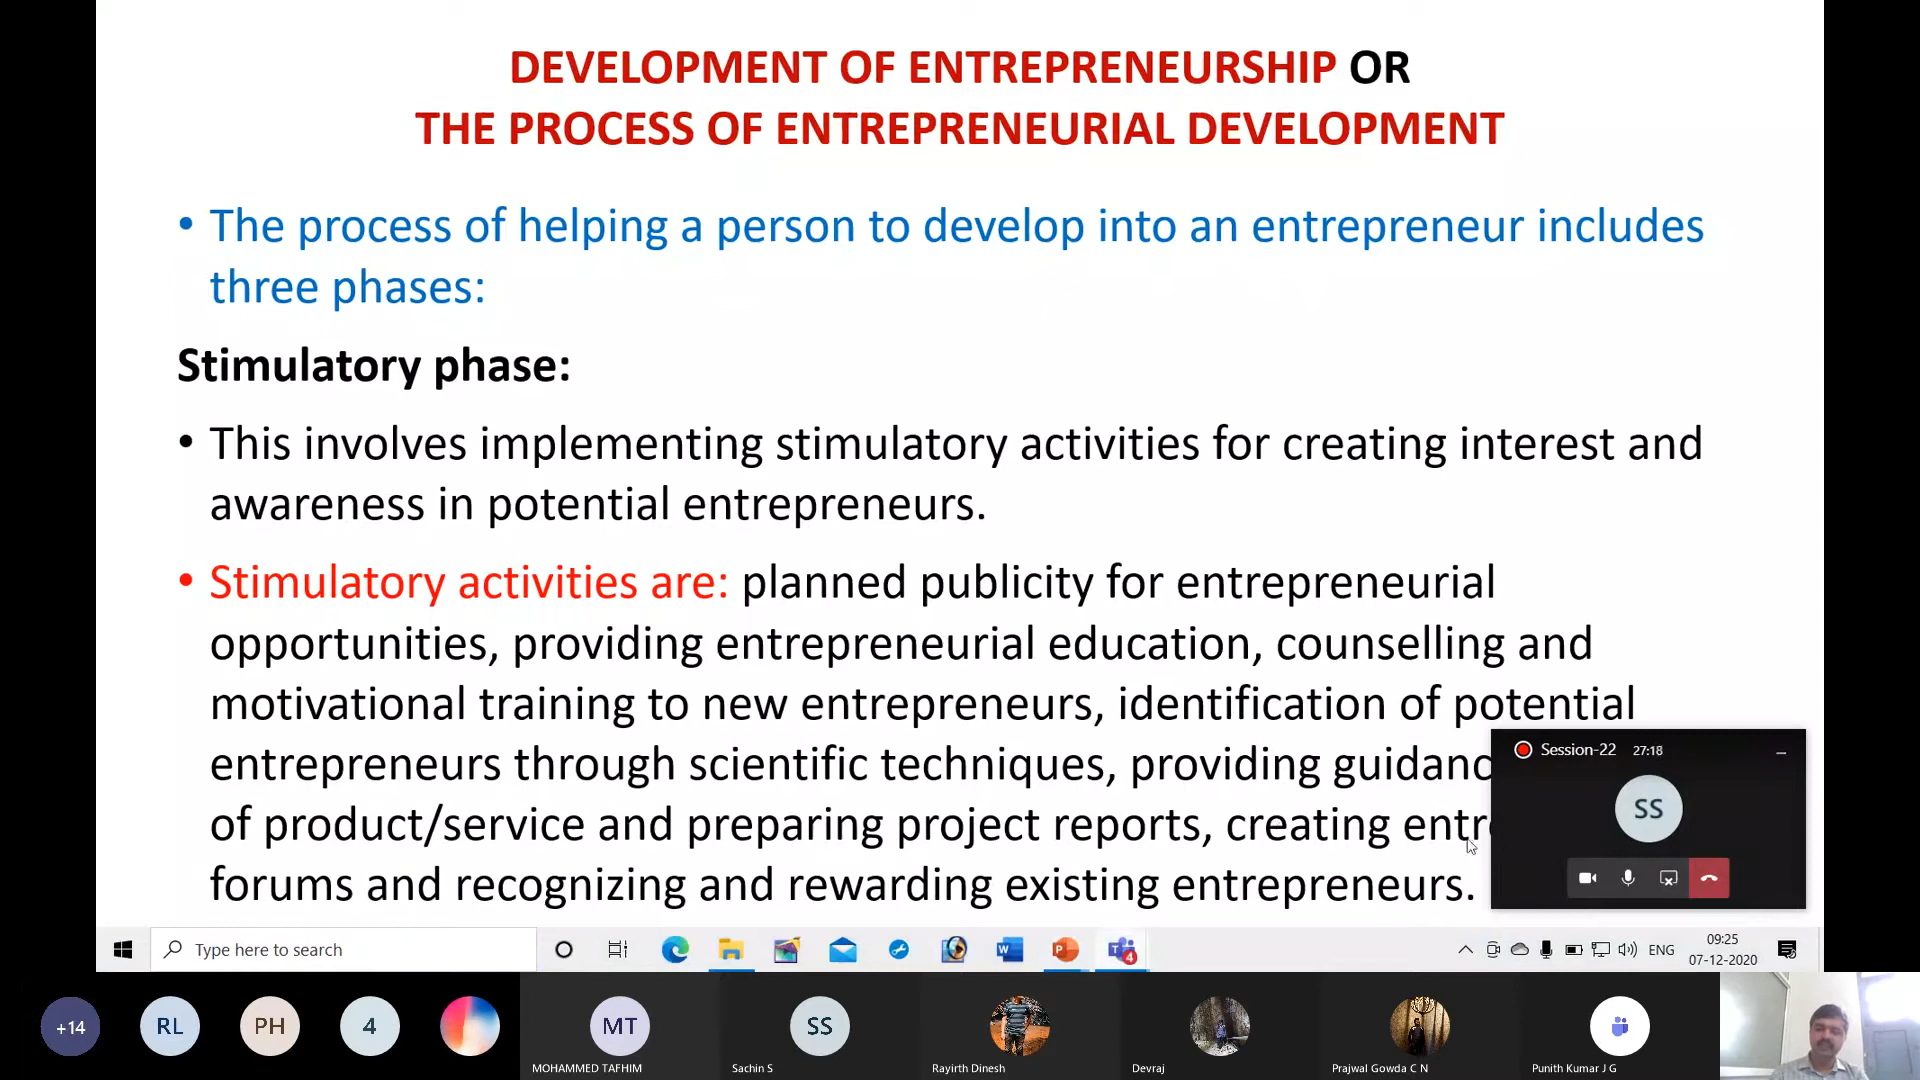 DEVELOPMENT OF ENTREPRENEURSHIP OR
THE PROCESS OF ENTREPRENEURIAL DEVELOPMENT
• The process of helping a person to develop into an entrepreneur includes
three phases:
Stimulatory phase:
• This involves implementing stimulatory activities for creating interest and
awareness in potential entrepreneurs.
• Stimulatory activities are: planned publicity for entrepreneurial
opportunities, providing entrepreneurial education, counselling and
motivational training to new entrepreneurs, identification of potential
entrepreneurs through scientific techniques, providing
of product/service and preparing project reports, creating
forums and recognizing and rewarding existing entrepreneurs.
Session-22 27:18
SS
Type here to search
4
ENG
09:25
07-12-2020
+14
RL
PH
4
MT
SS
MOHAMMED TAFHIM
Sachin S
Rayirth Dinesh
Devraj
Prajwal Gowda C N
Punith Kumar J G